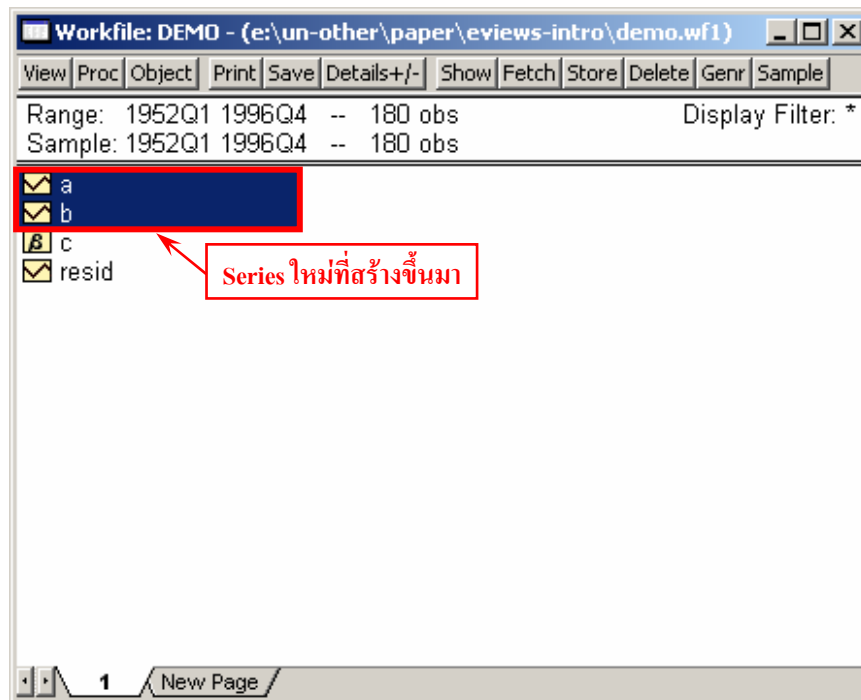 Workfile: DEMO - (e:\un-other\paper\eviews-intro\demo.wf1)
View Proc Object Print Save Details+/- Show Fetch Store Delete Genr Sample
Range: 1952Q1 1996Q4 -- 180 obs Display Filter: *
Sample: 1952Q1 1996Q4 -- 180 obs
a
b
β c
resid
Series ใหม่ที่สร้างขึ้นมา
1 New Page